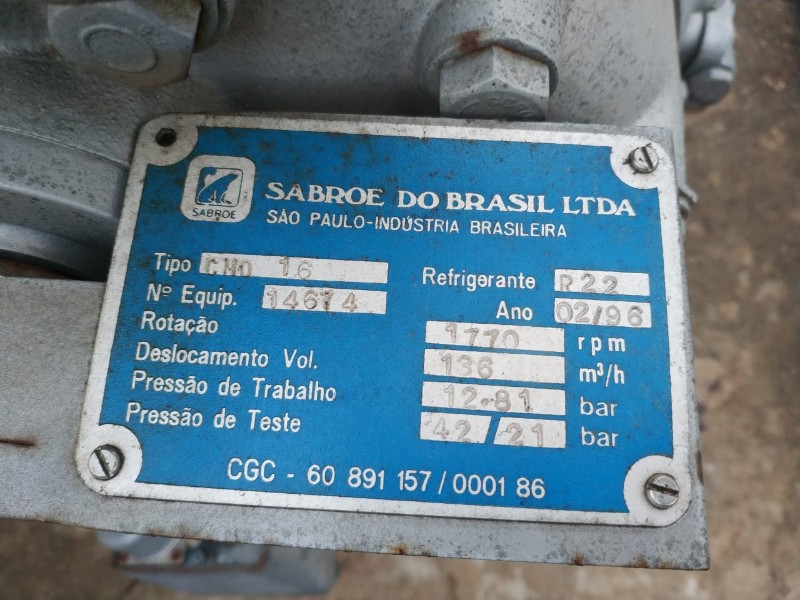 SABROE
SABROE DO BRASIL LTDA
SÃO PAULO-INDÚSTRIA BRASILEIRA
Tipo CMO 16 Refrigerante R22
Nº Equip. 14674 Ano 02/96
Rotação 1770 rpm
Deslocamento Vol. 136 m³/h
Pressão de Trabalho 12.81 bar
Pressão de Teste 42/21 bar
CGC - 60 891 157/0001 86